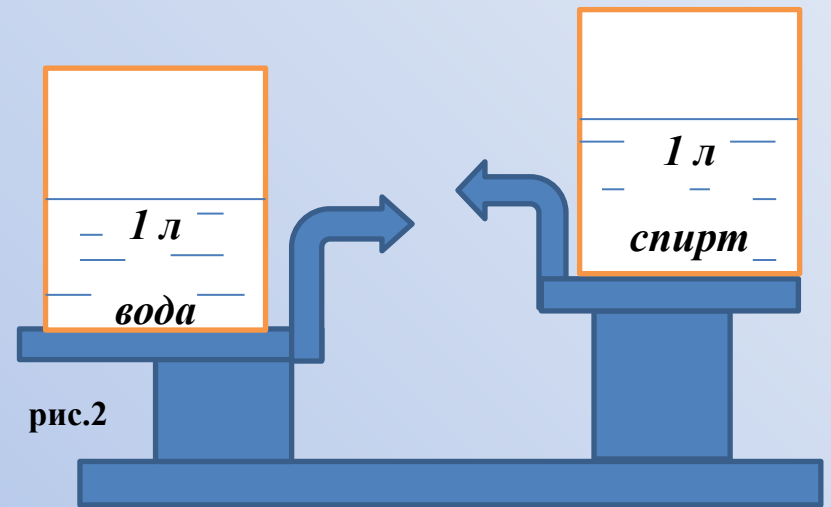 1 л
вода
1 л
спирт
рис.2